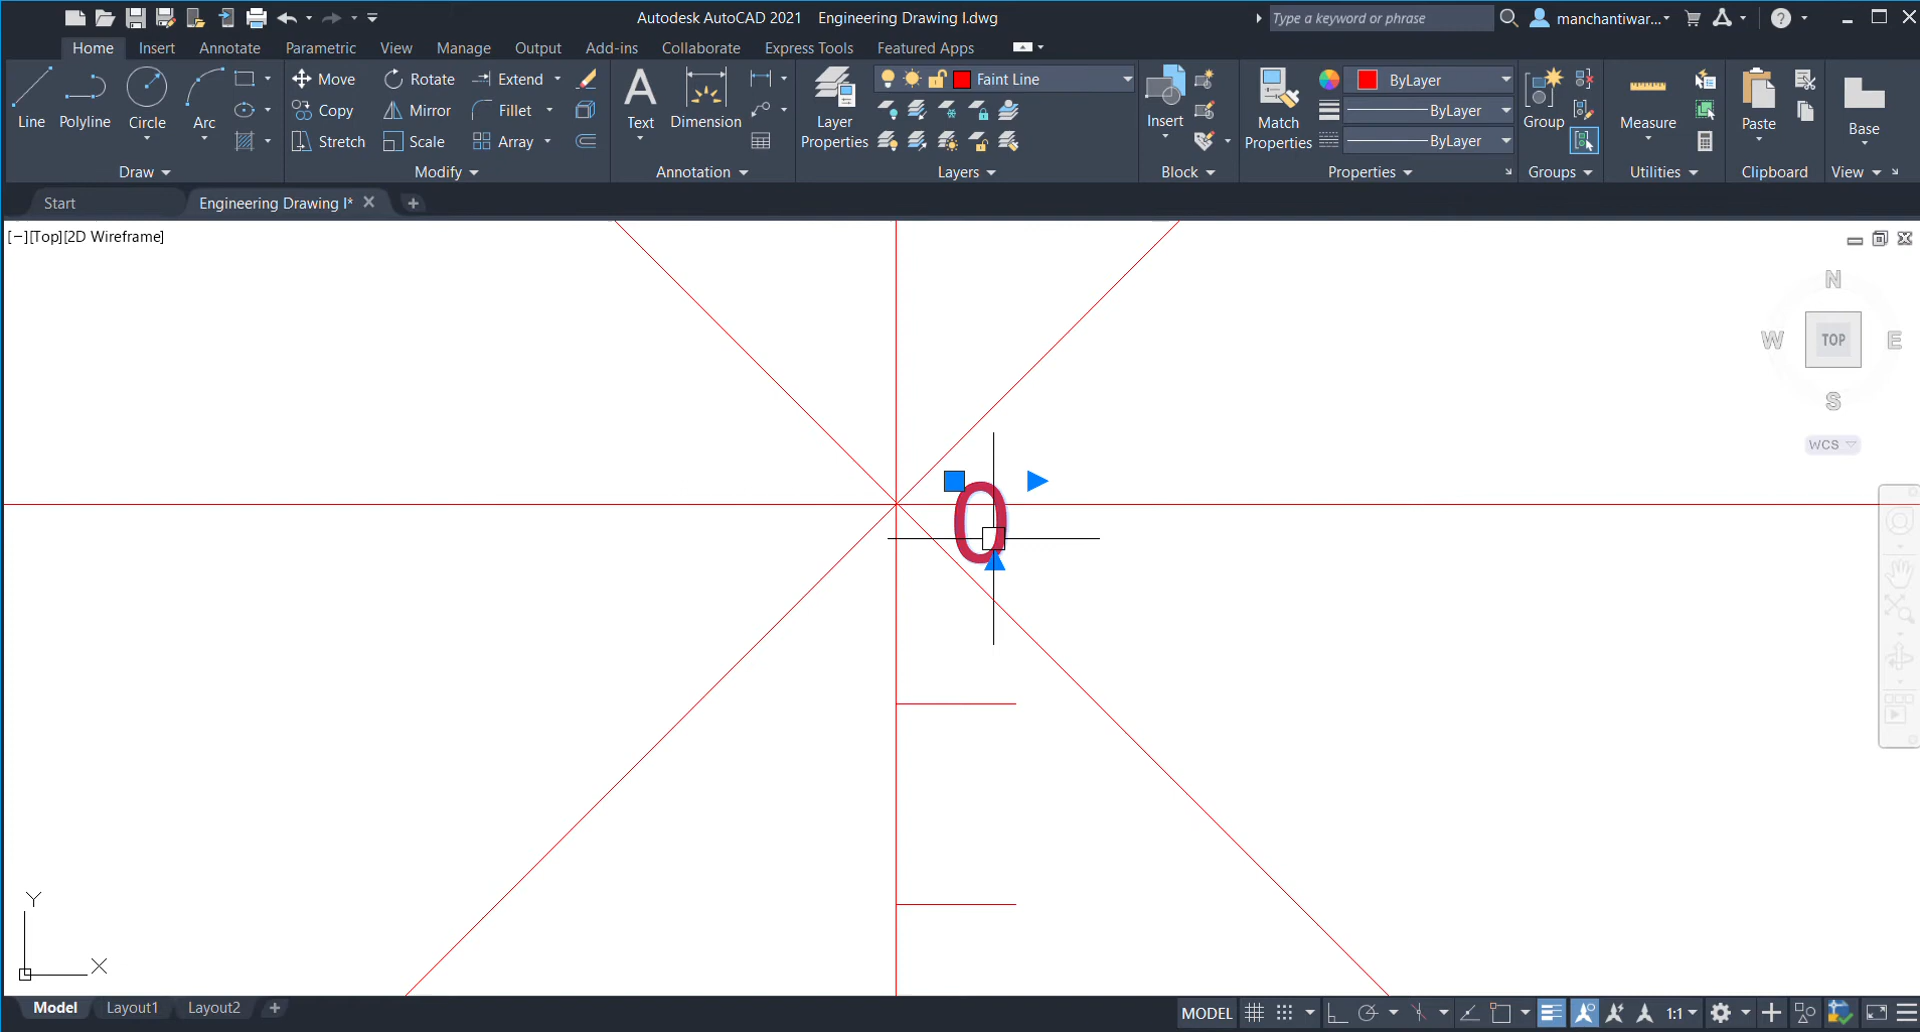 Autodesk AutoCAD 2021 Engineering Drawing I.dwg
Type a keyword or phrase
manchantiwar...
Home Insert Annotate Parametric View Manage Output Add-ins Collaborate Express Tools Featured Apps
Line
Polyline
Circle
Arc
Draw
Move
Rotate
Extend
Copy
Mirror
Fillet
Stretch
Scale
Array
Modify
Text
Dimension
Annotation
Layer
Properties
Faint Line
Layers
Insert
Block
Match
Properties
ByLayer
ByLayer
ByLayer
Properties
Group
Groups
Measure
Utilities
Paste
Clipboard
Base
View
Start
Engineering Drawing I*
[−][Top][2D Wireframe]
N
W
TOP
E
S
WCS
0
Y
X
Model Layout1 Layout2
MODEL
1:1